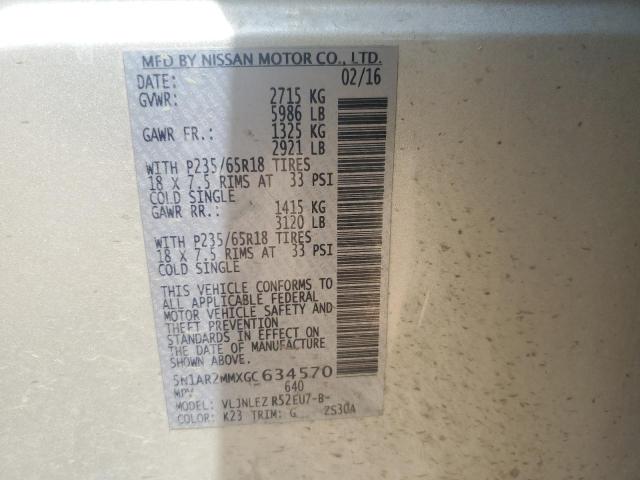 MFD BY NISSAN MOTOR CO., LTD.
DATE: 02/16
GVWR: 2715 KG
5986 LB
GAWR FR.: 1325 KG
2921 LB
WITH P235/65R18 TIRES
18 X 7.5 RIMS AT 33 PSI
COLD SINGLE
GAWR RR.: 1415 KG
3120 LB
WITH P235/65R18 TIRES
18 X 7.5 RIMS AT 33 PSI
COLD SINGLE
THIS VEHICLE CONFORMS TO
ALL APPLICABLE FEDERAL
MOTOR VEHICLE SAFETY AND
THEFT PREVENTION
STANDARDS IN EFFECT ON
THE DATE OF MANUFACTURE
5N1AR2MMXGC634570
MPV 640
MODEL: VLJNLEZ R52EU7-B-
COLOR: K23 TRIM: G 2S30A